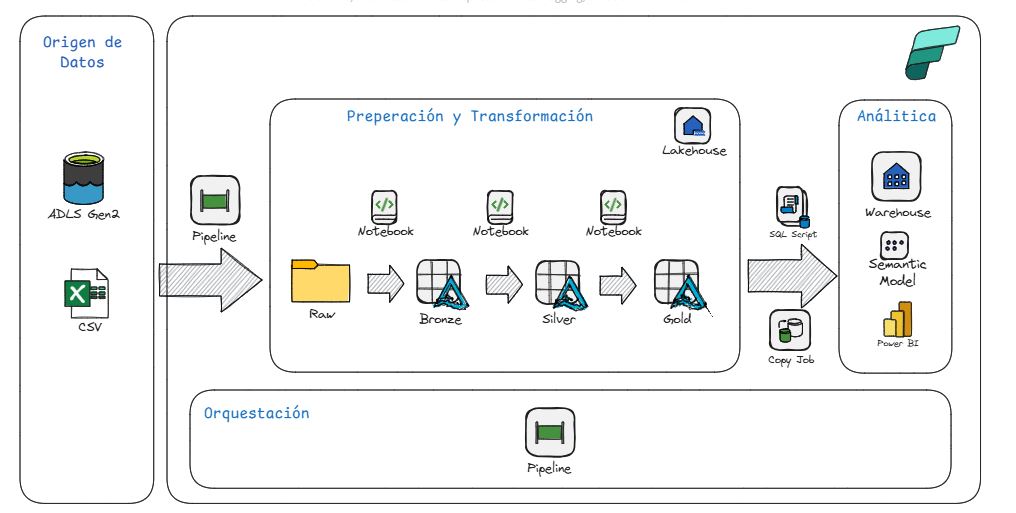 Origen de
Datos
ADLS Gen2
CSV
Pipeline
Preperación y Transformación
Lakehouse
Notebook
Notebook
Notebook
Raw
Bronze
Silver
Gold
SQL Script
Copy Job
Análitica
Warehouse
Semantic
Model
Power BI
Orquestación
Pipeline